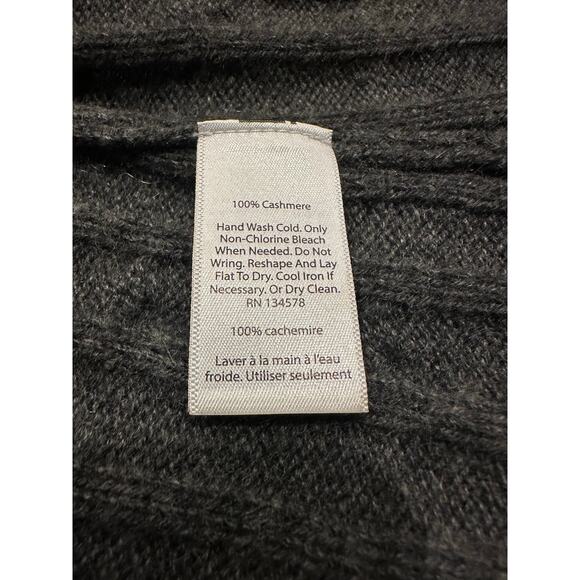 100% Cashmere
Hand Wash Cold. Only
Non-Chlorine Bleach
When Needed. Do Not
Wring. Reshape And Lay
Flat To Dry. Cool Iron If
Necessary. Or Dry Clean.
RN 134578
100% cachemire
Laver à la main à l'eau
froide. Utiliser seulement